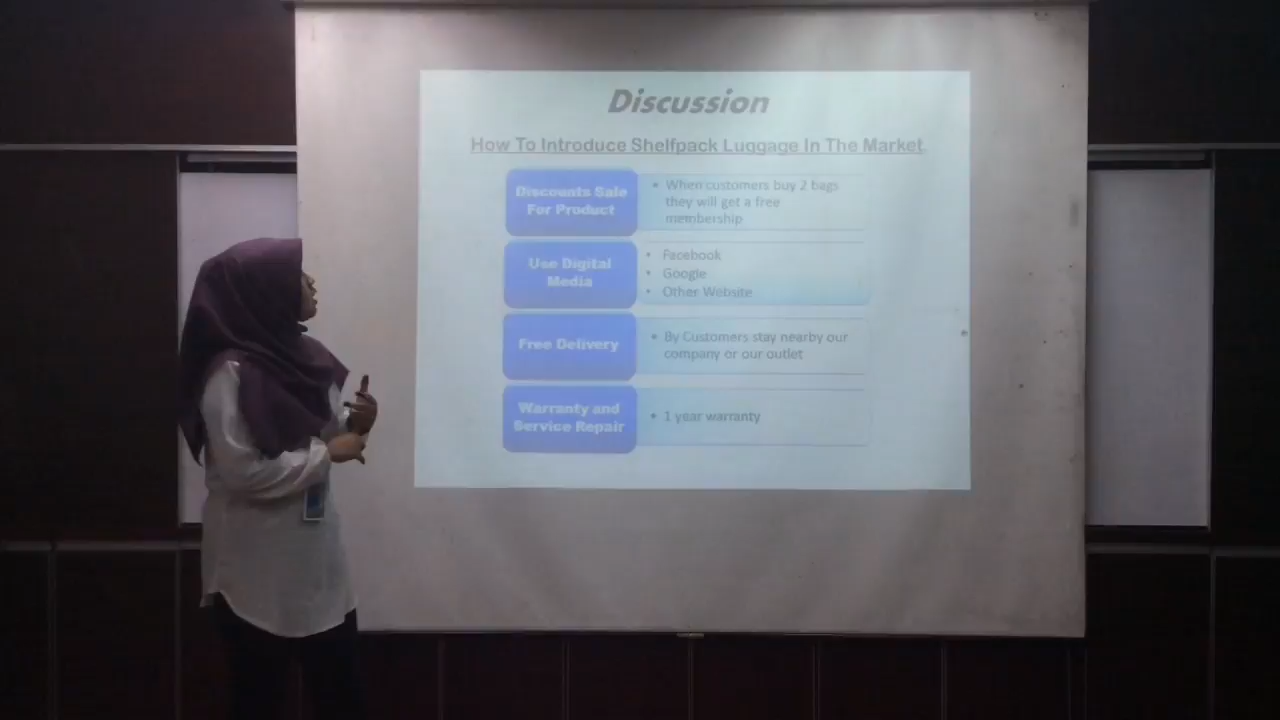 Discussion
How To Introduce Shelfpack Luggage In The Market
Discounts Sale
For Product
• When customers buy 2 bags
they will get a free
membership
Use Digital
Media
• Facebook
• Google
• Other Website
Free Delivery
• By Customers stay nearby our
company or our outlet
Warranty and
Service Repair
• 1 year warranty